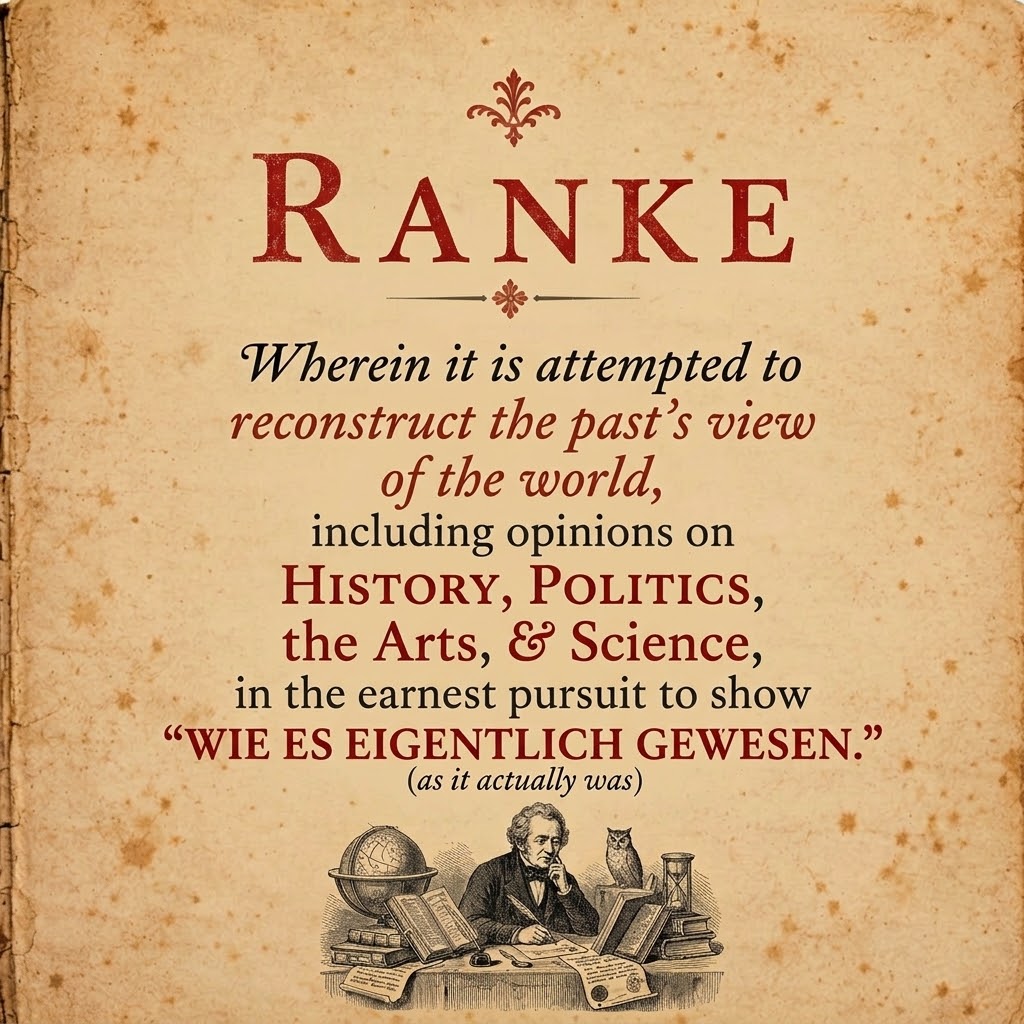 RANKE
Wherein it is attempted to
reconstruct the past's view
of the world,
including opinions on
HISTORY, POLITICS,
the Arts, & Science,
in the earnest pursuit to show
“WIE ES EIGENTLICH GEWESEN.”
(as it actually was)